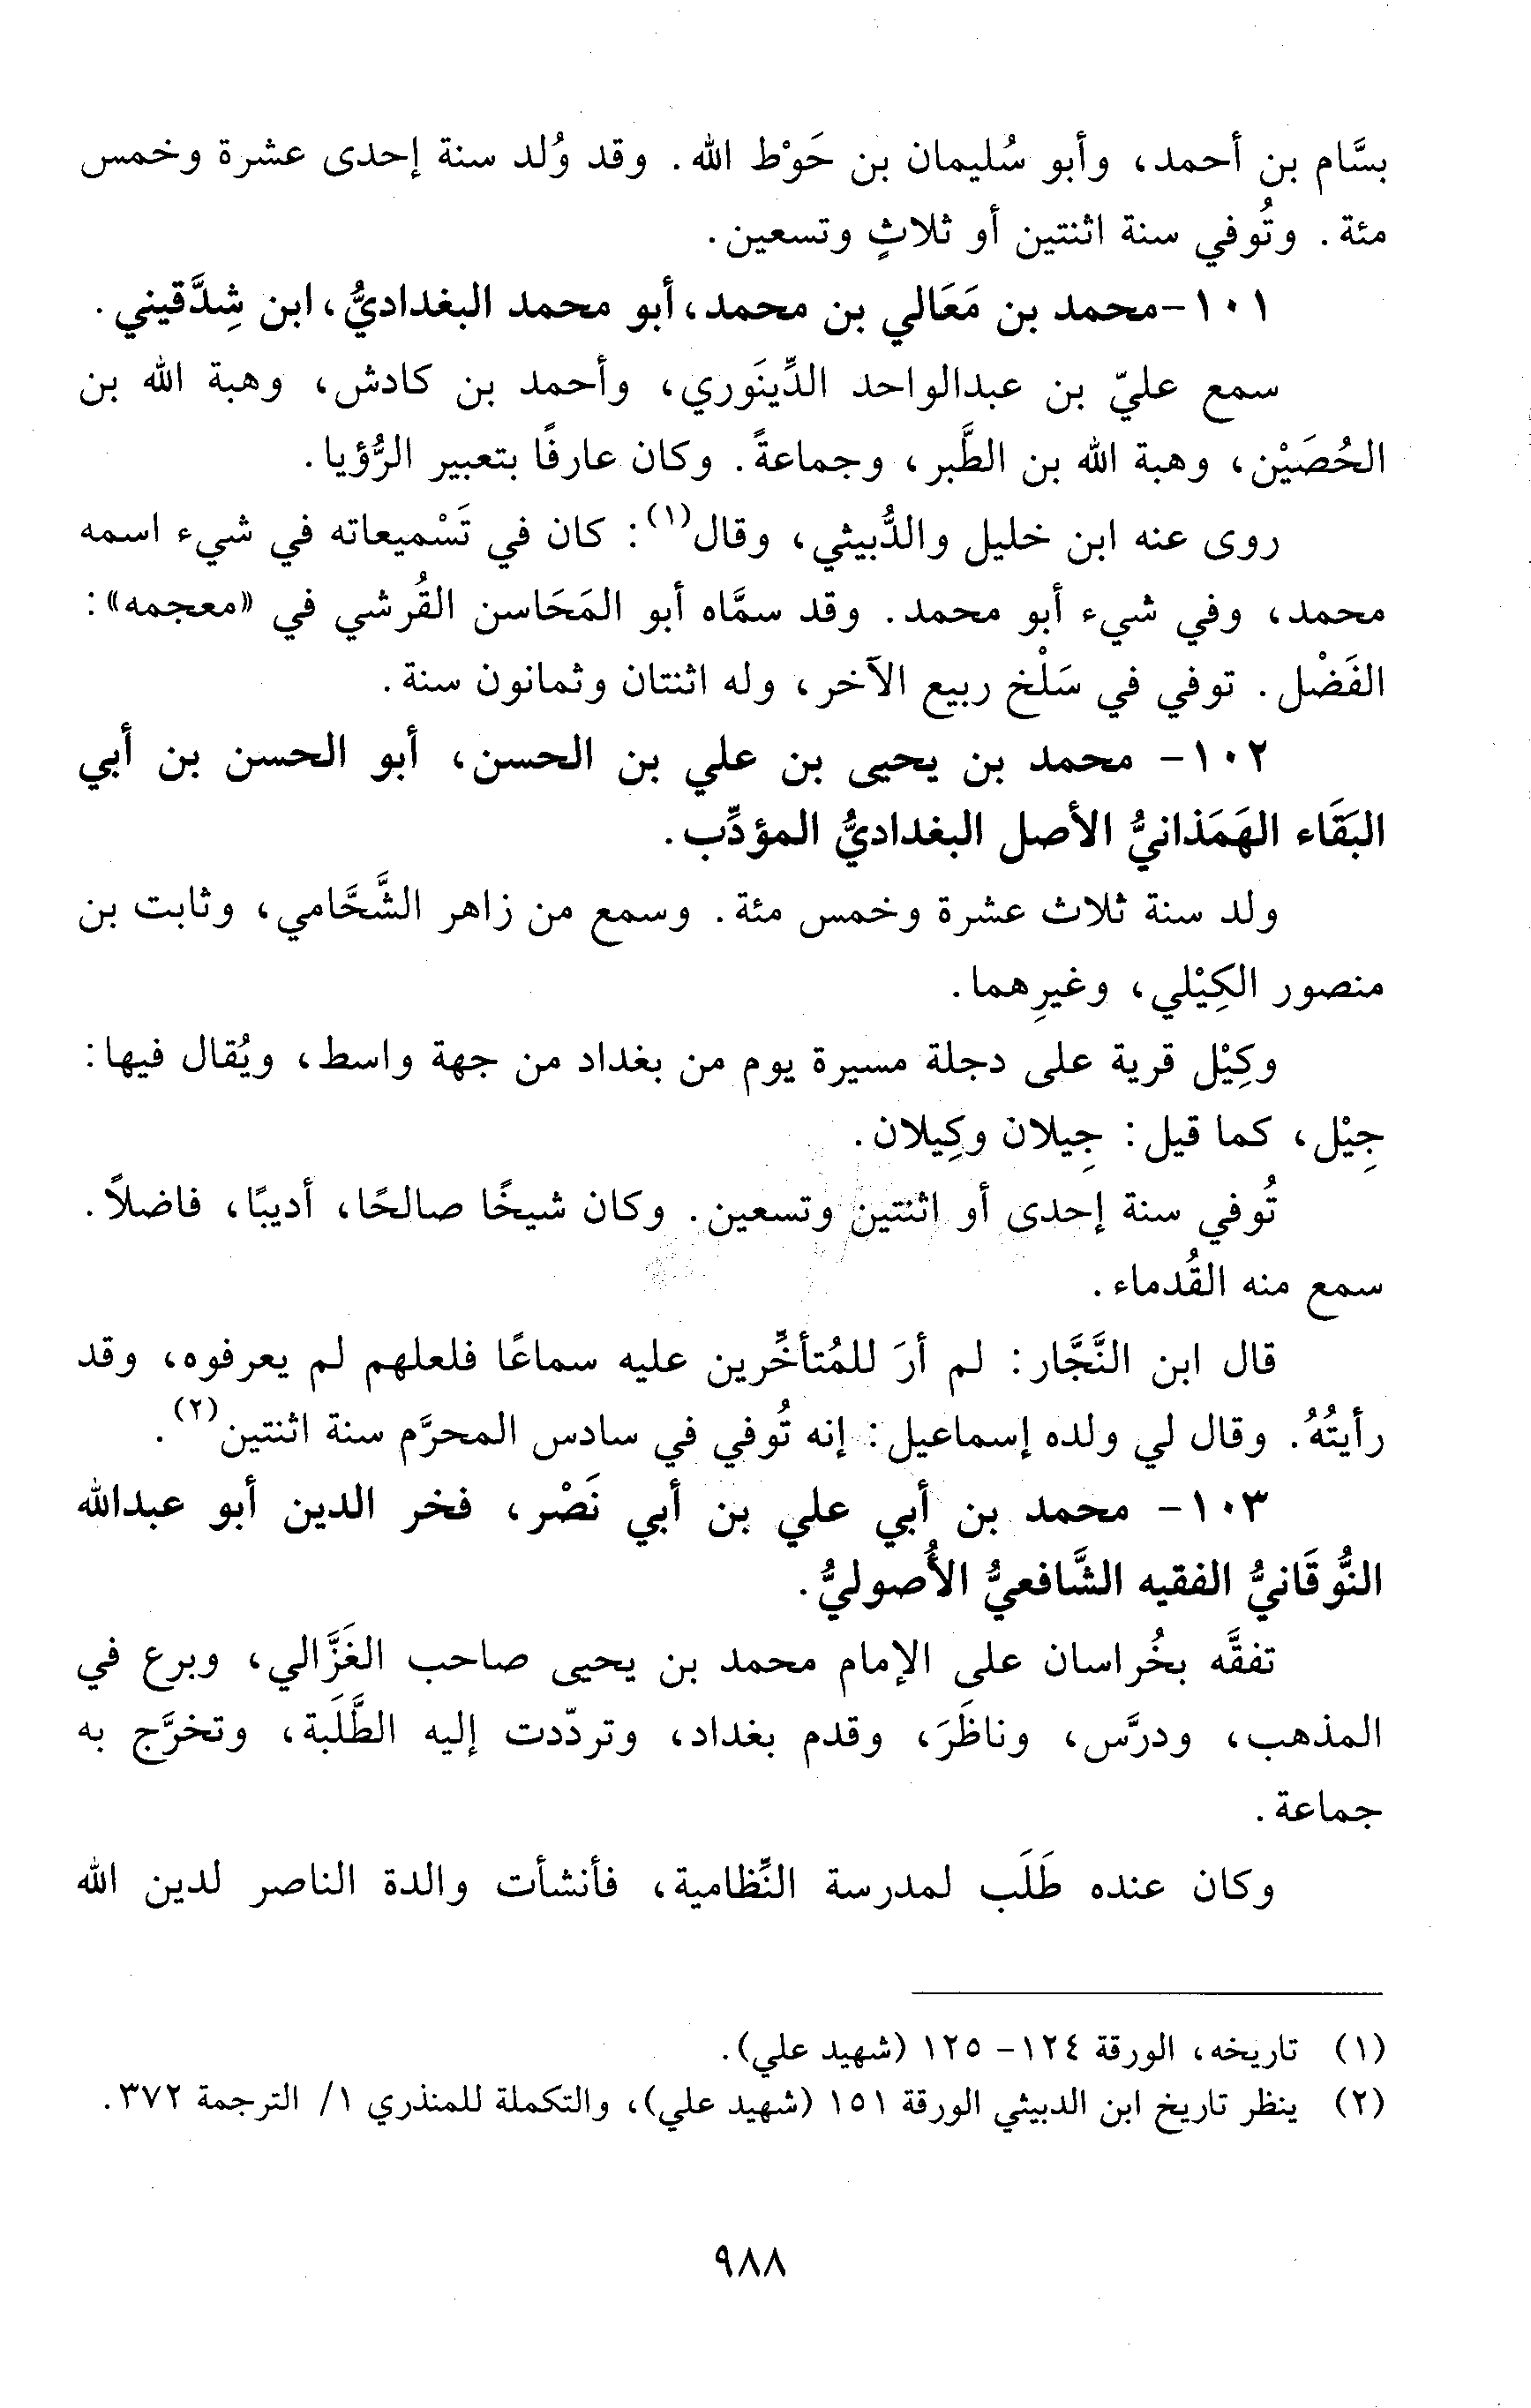 بسَّام بن أحمد، وأبو سُليمان بن حَوْط الله. وقد وُلد سنة إحدى عشرة وخمس
مئة. وتُوفي سنة اثنتين أو ثلاثٍ وتسعين.
١٠١-محمد بن مَعَالي بن محمد، أبو محمد البغداديُّ، ابن شِدَّقيني.
سمع عليّ بن عبدالواحد الدِّينَوري، وأحمد بن كادش، وهبة الله بن
الحُصَيْن، وهبة الله بن الطَّبر، وجماعةً. وكان عارفًا بتعبير الرُّؤيا.
روى عنه ابن خليل والدُّبيثي، وقال(١): كان في تَسْميعاته في شيء اسمه
محمد، وفي شيء أبو محمد. وقد سمَّاه أبو المَحَاسن القُرشي في «معجمه»:
الفَضْل. توفي في سَلْخ ربيع الآخر، وله اثنتان وثمانون سنة.
١٠٢- محمد بن يحيى بن علي بن الحسن، أبو الحسن بن أبي
البَقَاء الهَمَذانيُّ الأصل البغداديُّ المؤدِّب.
ولد سنة ثلاث عشرة وخمس مئة. وسمع من زاهر الشَّحَّامي، وثابت بن
منصور الكِيْلي، وغيرِهما.
وكِيْل قرية على دجلة مسيرة يوم من بغداد من جهة واسط، ويُقال فيها:
جِيْل، كما قيل: جِيلان وكِيلان.
تُوفي سنة إحدى أو اثنتين وتسعين. وكان شيخًا صالحًا، أديبًا، فاضلاً.
سمع منه القُدماء.
قال ابن النَّجَّار: لم أرَ للمُتأخِّرين عليه سماعًا فلعلهم لم يعرفوه، وقد
رأيتُهُ. وقال لي ولده إسماعيل: إنه تُوفي في سادس المحرَّم سنة اثنتين(٢).
١٠٣- محمد بن أبي علي بن أبي نَصْر، فخر الدين أبو عبدالله
النُّوقَانيُّ الفقيه الشَّافعيُّ الأُصوليُّ.
تفقَّه بخُراسان على الإمام محمد بن يحيى صاحب الغَزَّالي، وبرع في
المذهب، ودرَّس، وناظَرَ، وقدم بغداد، وتردّدت إليه الطَّلَبة، وتخرَّج به
جماعة.
وكان عنده طَلَب لمدرسة النِّظامية، فأنشأت والدة الناصر لدين الله
(١) تاريخه، الورقة ١٢٤- ١٢٥ (شهيد علي).
(٢) ينظر تاريخ ابن الدبيثي الورقة ١٥١ (شهيد علي)، والتكملة للمنذري ١/ الترجمة ٣٧٢.
٩٨٨